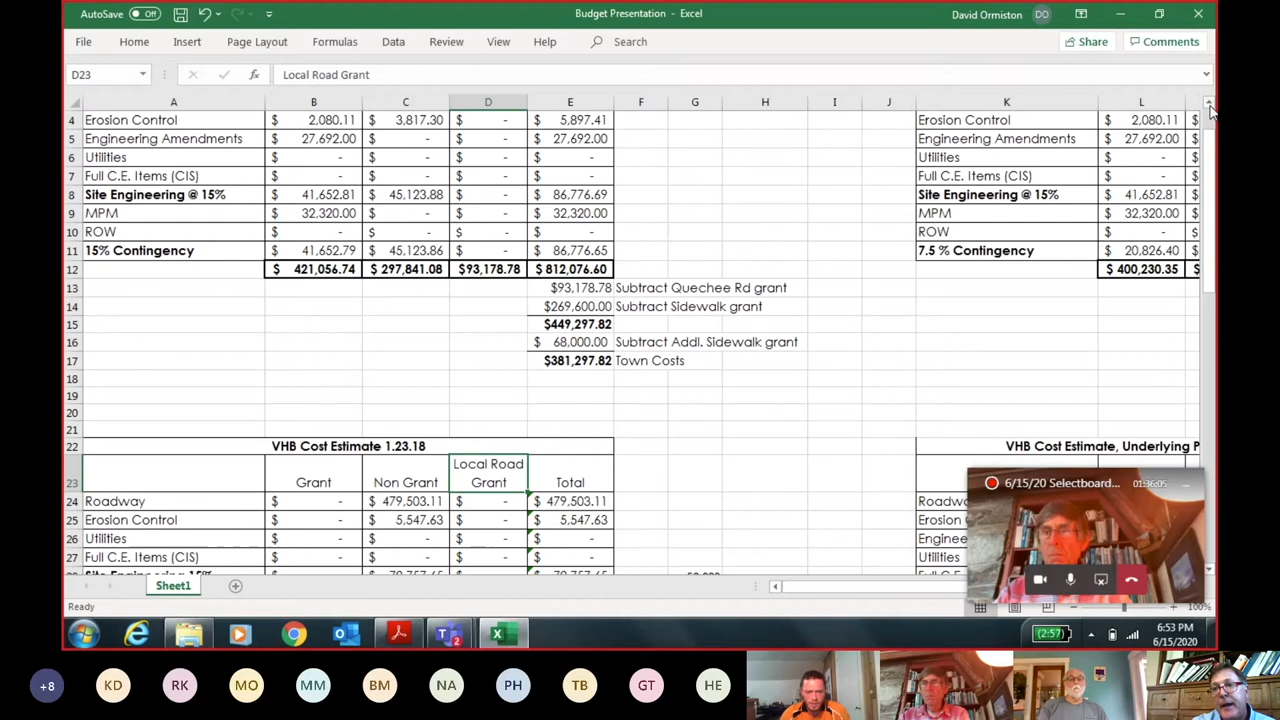 AutoSave Off Budget Presentation - Excel David Ormiston DO
File Home Insert Page Layout Formulas Data Review View Help Search Share Comments
D23 fx Local Road Grant
A B C D E F G H I J K L
4 Erosion Control $ 2,080.11 $ 3,817.30 $ - $ 5,897.41 Erosion Control $ 2,080.11 $
5 Engineering Amendments $ 27,692.00 $ - $ - $ 27,692.00 Engineering Amendments $ 27,692.00 $
6 Utilities $ - $ - $ - $ - Utilities $ - $
7 Full C.E. Items (CIS) $ - $ - $ - $ - Full C.E. Items (CIS) $ - $
8 Site Engineering @ 15% $ 41,652.81 $ 45,123.88 $ - $ 86,776.69 Site Engineering @ 15% $ 41,652.81 $
9 MPM $ 32,320.00 $ - $ - $ 32,320.00 MPM $ 32,320.00 $
10 ROW $ - $ - $ - $ - ROW $ - $
11 15% Contingency $ 41,652.79 $ 45,123.86 $ - $ 86,776.65 7.5 % Contingency $ 20,826.40 $
12 $ 421,056.74 $ 297,841.08 $93,178.78 $ 812,076.60 $ 400,230.35 $
13 $93,178.78 Subtract Quechee Rd grant
14 $269,600.00 Subtract Sidewalk grant
15 $449,297.82
16 $ 68,000.00 Subtract Addl. Sidewalk grant
17 $381,297.82 Town Costs
18
19
20
21
22 VHB Cost Estimate 1.23.18 VHB Cost Estimate, Underlying P
Local Road
23 Grant Non Grant Grant Total
24 Roadway $ - $ 479,503.11 $ - $ 479,503.11 Roadwa
25 Erosion Control $ - $ 5,547.63 $ - $ 5,547.63 Erosion
26 Utilities $ - $ - $ - $ - Enginee
27 Full C.E. Items (CIS) $ - $ - $ - $ - Utilities
6/15/20 Selectboard... 01:36:05
Sheet1
Ready 100%
(2:57) 6:53 PM
6/15/2020
+8 KD RK MO MM BM NA PH TB GT HE